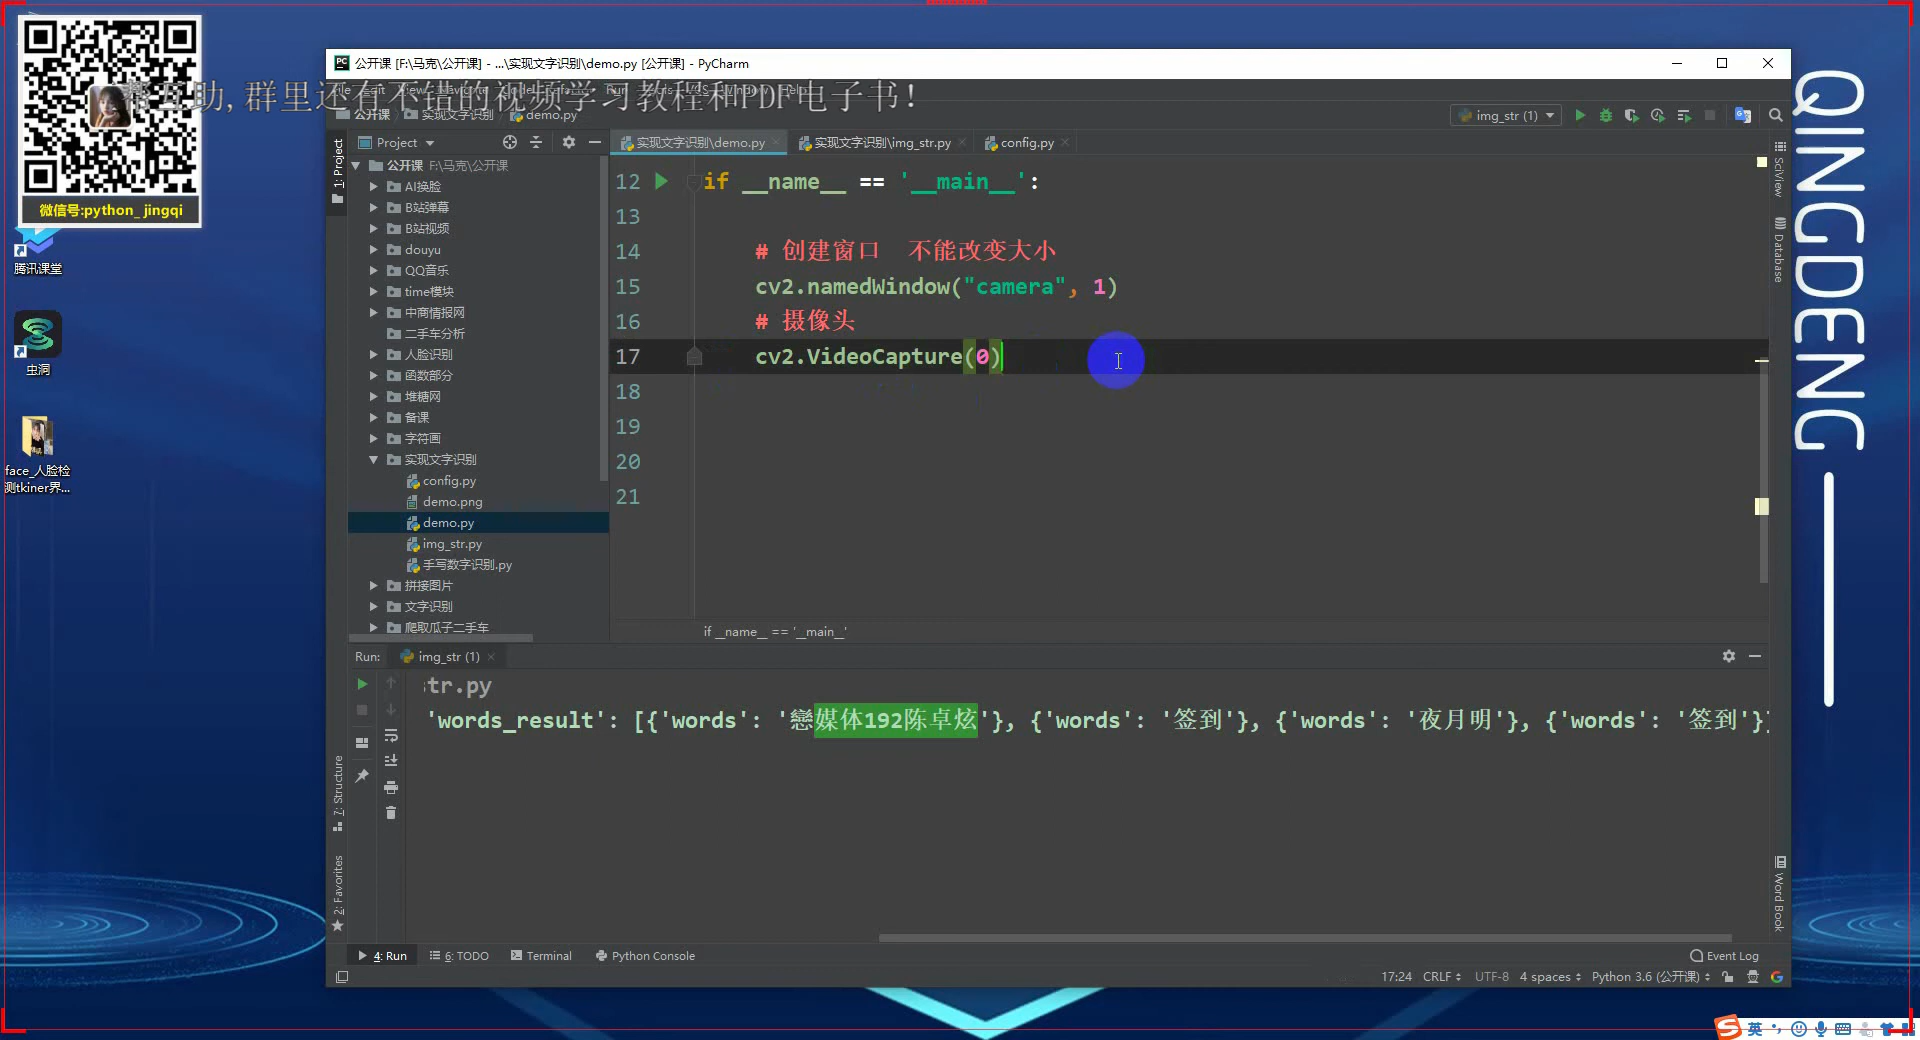 公开课 [F:\马克\公开课] - ...\实现文字识别\demo.py [公开课] - PyCharm
帮互助,群里还有不错的视频学习教程和PDF电子书！
公开课 实现文字识别 demo.py
img_str (1)
微信号:python_ jingqi
腾讯课堂
虫洞
face_人脸检
测tkiner界...
QINGDENG
1: Project
Project
公开课 F:\马克\公开课
AI换脸
B站弹幕
B站视频
douyu
QQ音乐
time模块
中商情报网
二手车分析
人脸识别
函数部分
堆糖网
备课
字符画
实现文字识别
config.py
demo.png
demo.py
img_str.py
手写数字识别.py
拼接图片
文字识别
爬取瓜子二手车
实现文字识别\demo.py
实现文字识别\img_str.py
config.py
12 if __name__ == '__main__':
13
14 # 创建窗口 不能改变大小
15 cv2.namedWindow("camera", 1)
16 # 摄像头
17 cv2.VideoCapture(0)
18
19
20
21
if __name__ == '__main__'
SciView
Database
Word Book
Run: img_str (1)
tr.py
'words_result': [{'words': '戀媒体192陈卓炫'}, {'words': '签到'}, {'words': '夜月明'}, {'words': '签到'}]
7: Structure
2: Favorites
4: Run
6: TODO
Terminal
Python Console
Event Log
17:24 CRLF UTF-8 4 spaces Python 3.6 (公开课)
英